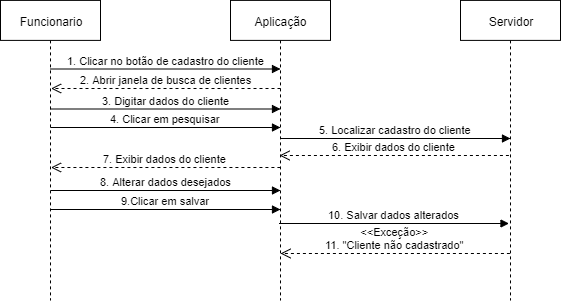 Funcionario
Aplicação
Servidor
1. Clicar no botão de cadastro do cliente
2. Abrir janela de busca de clientes
3. Digitar dados do cliente
4. Clicar em pesquisar
5. Localizar cadastro do cliente
6. Exibir dados do cliente
7. Exibir dados do cliente
8. Alterar dados desejados
9.Clicar em salvar
10. Salvar dados alterados
<<Exceção>>
11. "Cliente não cadastrado"